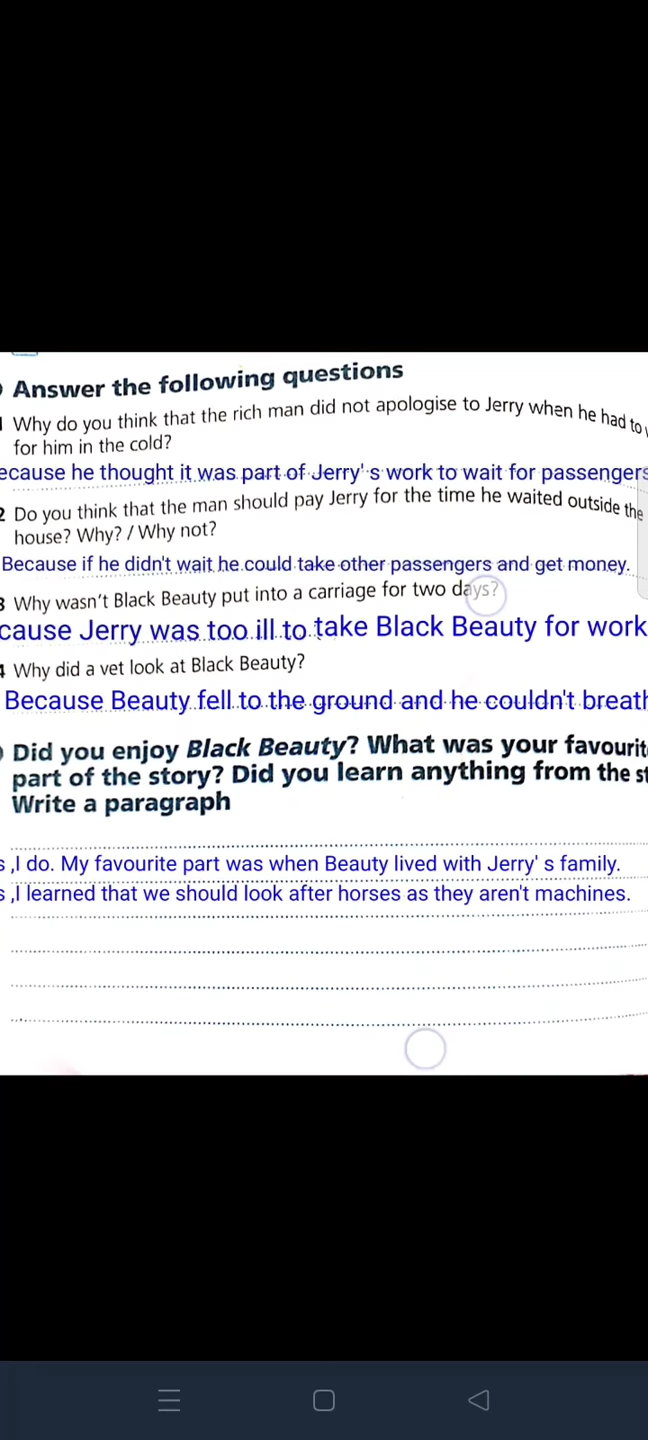 Answer the following questions
Why do you think that the rich man did not apologise to Jerry when he had to
for him in the cold?
ecause he thought it was part of Jerry' s work to wait for passengers
2 Do you think that the man should pay Jerry for the time he waited outside the
house? Why? / Why not?
Because if he didn't wait he could take other passengers and get money.
3 Why wasn't Black Beauty put into a carriage for two days?
cause Jerry was too ill to take Black Beauty for work
4 Why did a vet look at Black Beauty?
Because Beauty fell to the ground and he couldn't breath
Did you enjoy Black Beauty? What was your favourite
part of the story? Did you learn anything from the st
Write a paragraph
s ,I do. My favourite part was when Beauty lived with Jerry' s family.
s ,I learned that we should look after horses as they aren't machines.